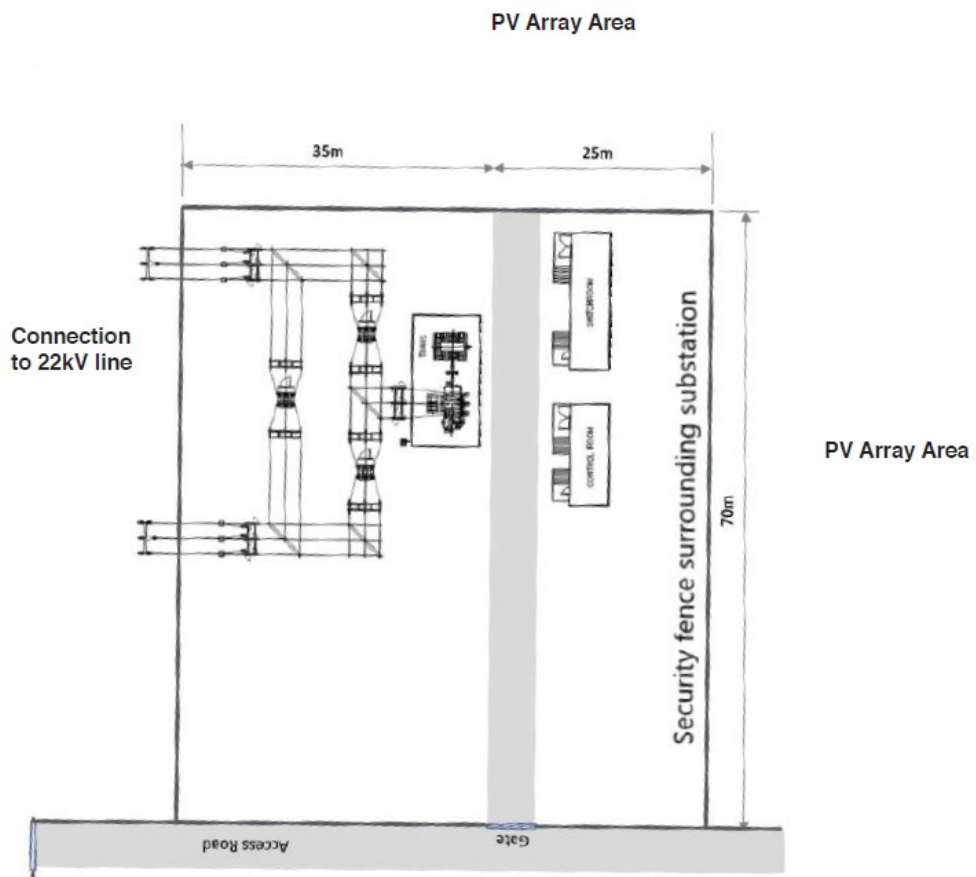 PV Array Area
35m
25m
Connection
to 22kV line
CONTROL ROOM
Security fence surrounding substation
70m
PV Array Area
Access Road
Gate